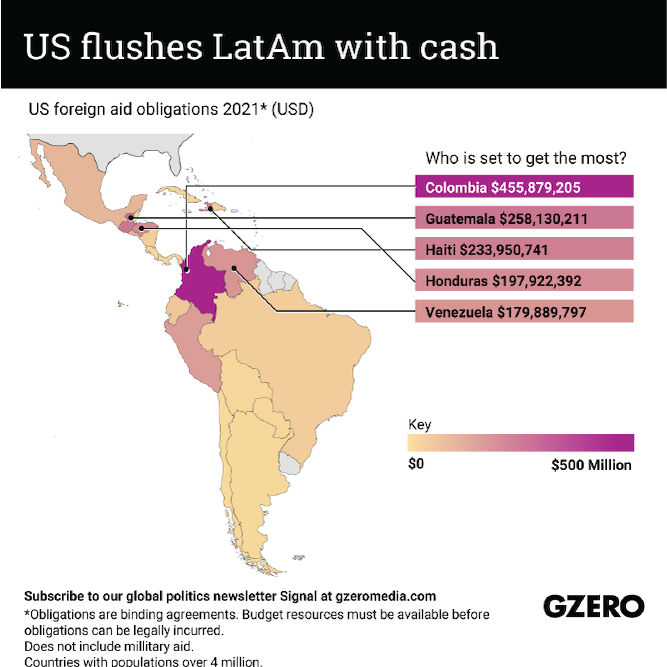 US flushes LatAm with cash
US foreign aid obligations 2021* (USD)
Who is set to get the most?
Colombia $455,879,205
Guatemala $258,130,211
Haiti $233,950,741
Honduras $197,922,392
Venezuela $179,889,797
Key
$0
$500 Million
Subscribe to our global politics newsletter Signal at gzeromedia.com
*Obligations are binding agreements. Budget resources must be available before
obligations can be legally incurred.
Does not include millitary aid.
Countries with populations over 4 million.
GZERO